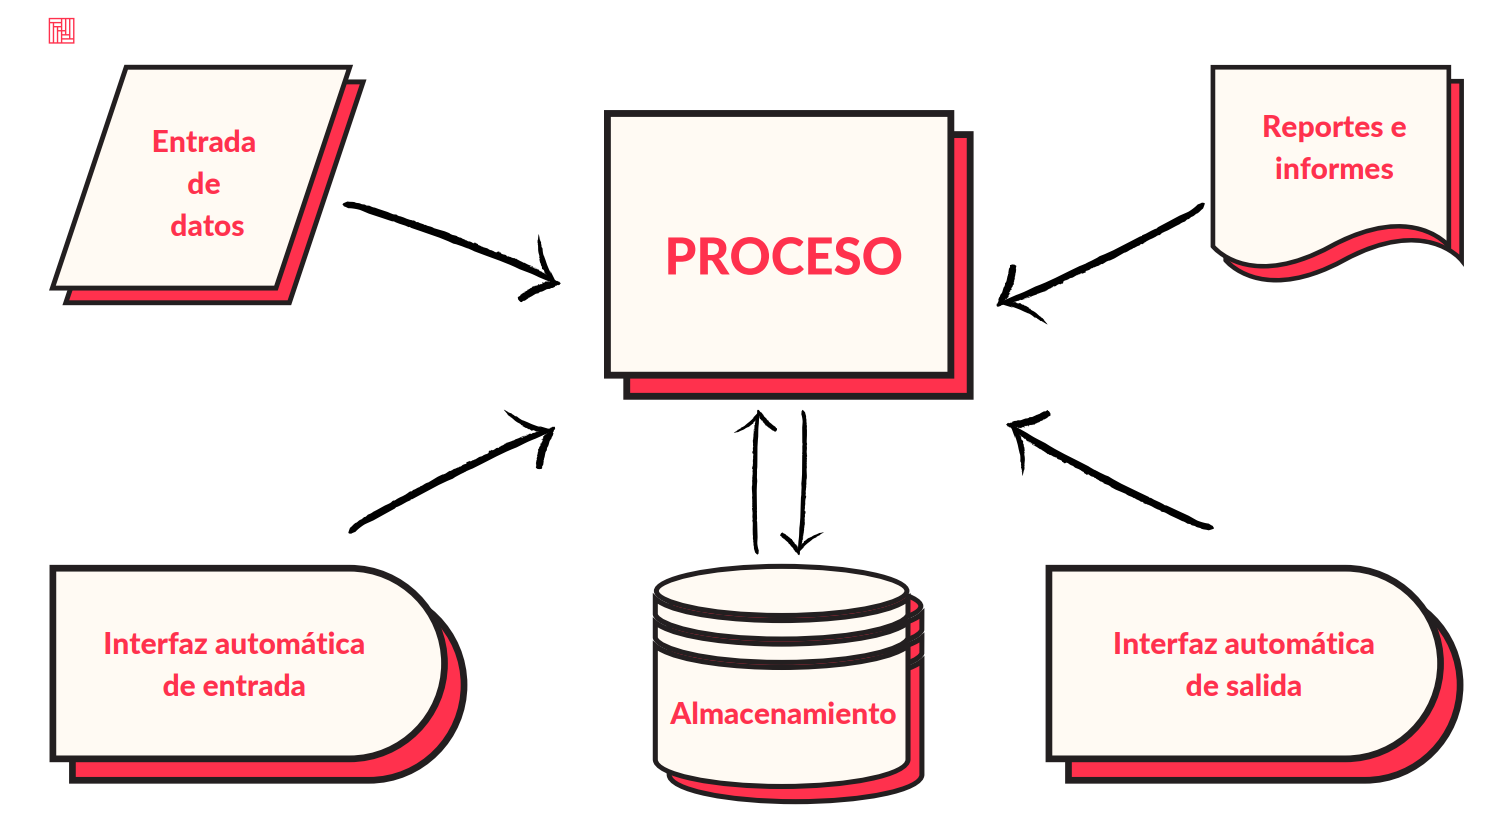 Entrada
de
datos
PROCESO
Reportes e
informes
Interfaz automática
de entrada
Almacenamiento
Interfaz automática
de salida